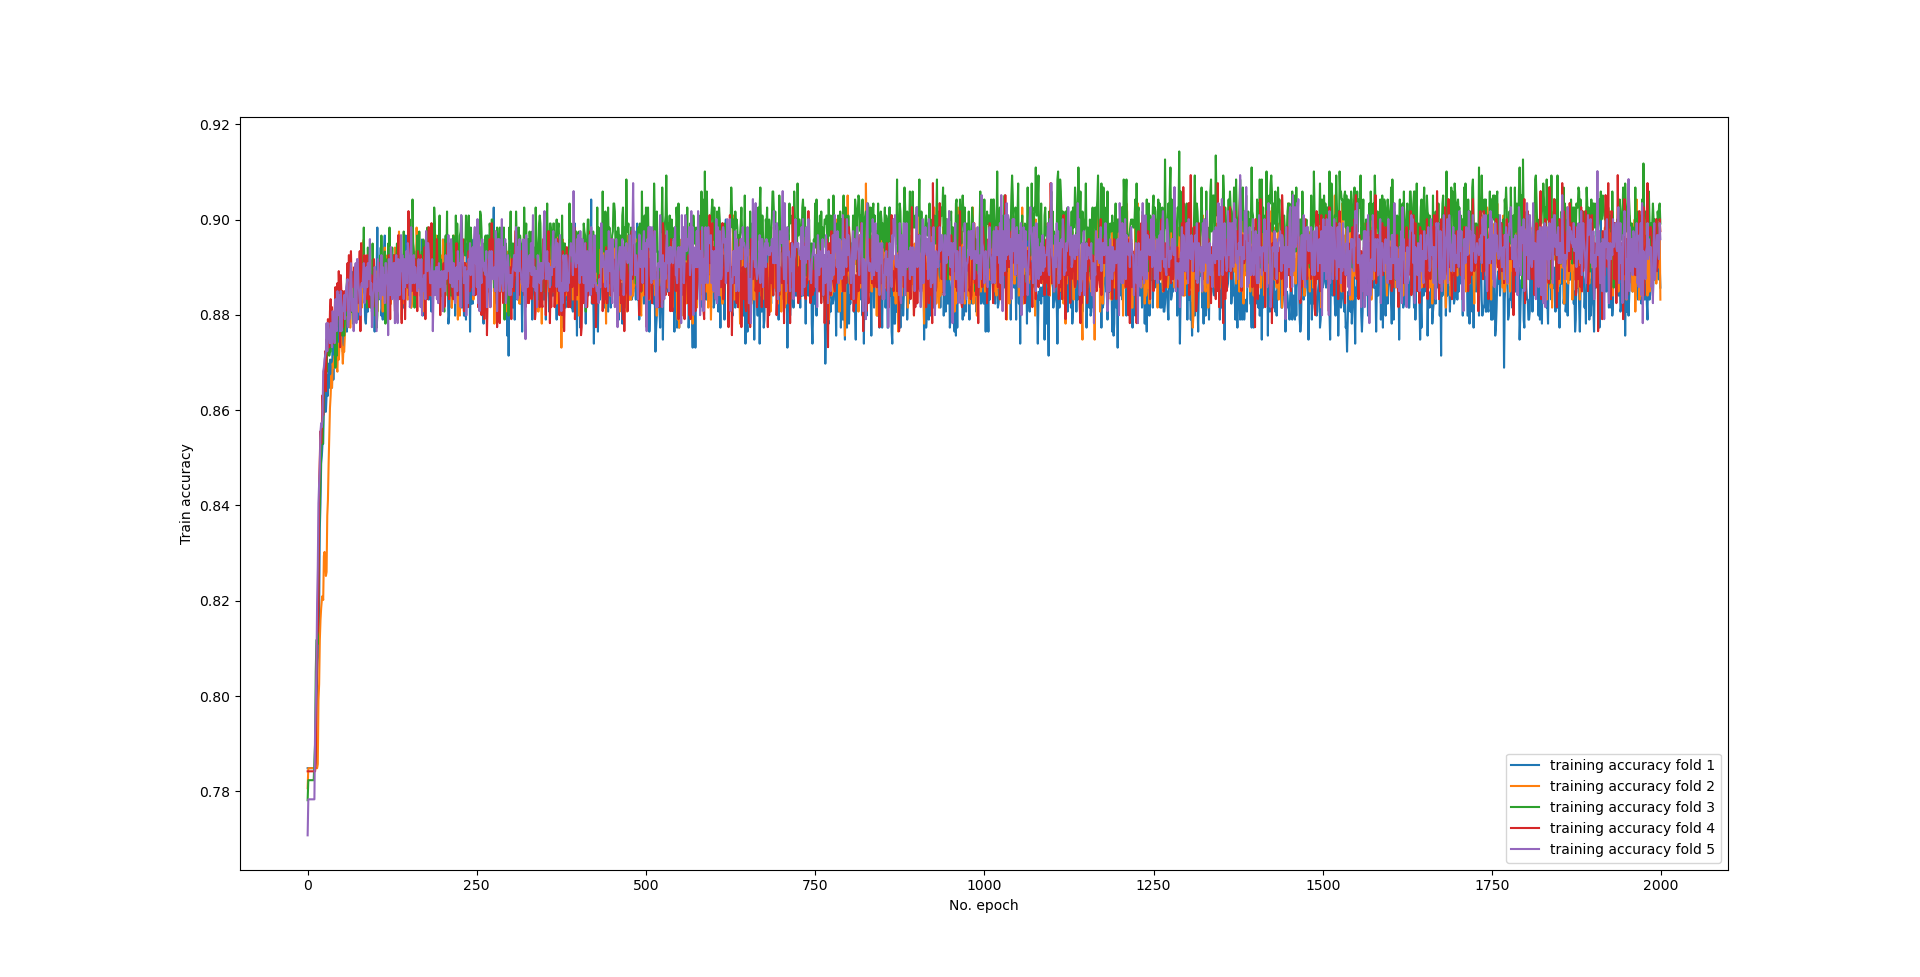 0.92
0.90
0.88
0.86
0.84
0.82
0.80
0.78
Train accuracy
0 250 500 750 1000 1250 1500 1750 2000
No. epoch
training accuracy fold 1
training accuracy fold 2
training accuracy fold 3
training accuracy fold 4
training accuracy fold 5